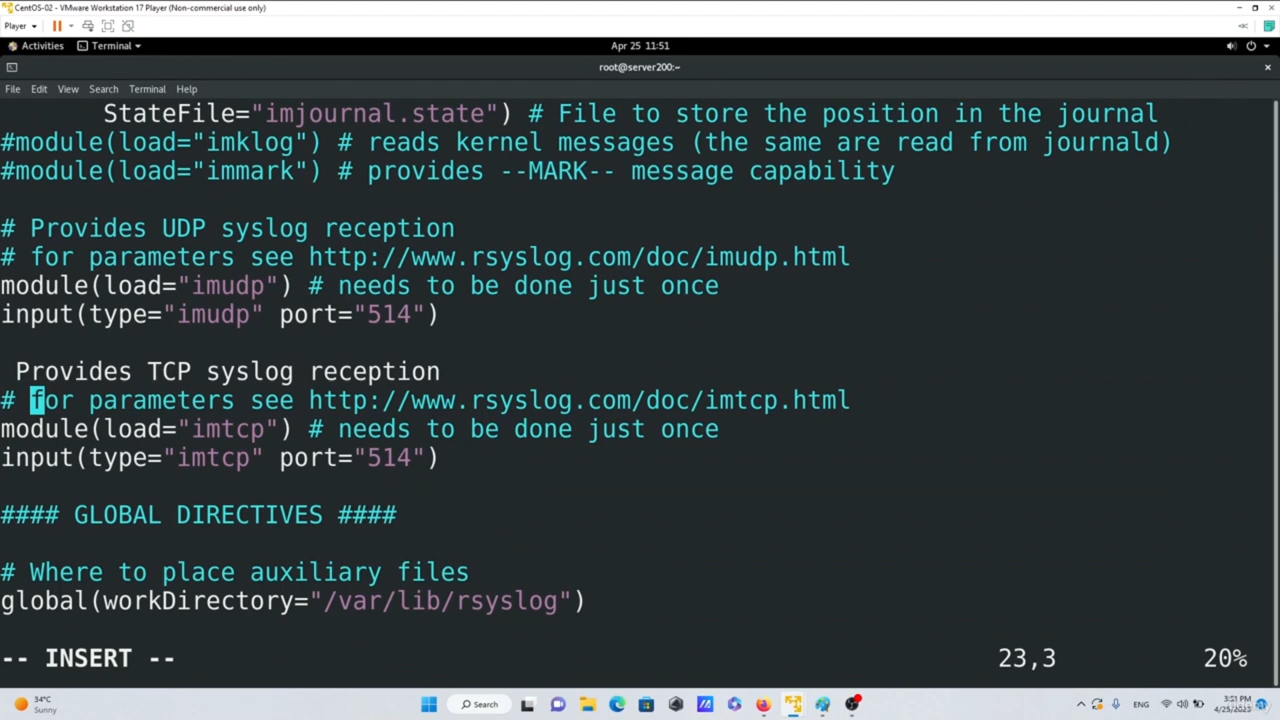 CentOS-02 - VMware Workstation 17 Player (Non-commercial use only)
Player
Activities Terminal Apr 25 11:51
root@server200:~
File Edit View Search Terminal Help
StateFile="imjournal.state") # File to store the position in the journal
#module(load="imklog") # reads kernel messages (the same are read from journald)
#module(load="immark") # provides --MARK-- message capability
# Provides UDP syslog reception
# for parameters see http://www.rsyslog.com/doc/imudp.html
module(load="imudp") # needs to be done just once
input(type="imudp" port="514")
Provides TCP syslog reception
# for parameters see http://www.rsyslog.com/doc/imtcp.html
module(load="imtcp") # needs to be done just once
input(type="imtcp" port="514")
#### GLOBAL DIRECTIVES ####
# Where to place auxiliary files
global(workDirectory="/var/lib/rsyslog")
-- INSERT -- 23,3 20%
34°C
Sunny
Search
ENG
3:51 PM
4/25/2023